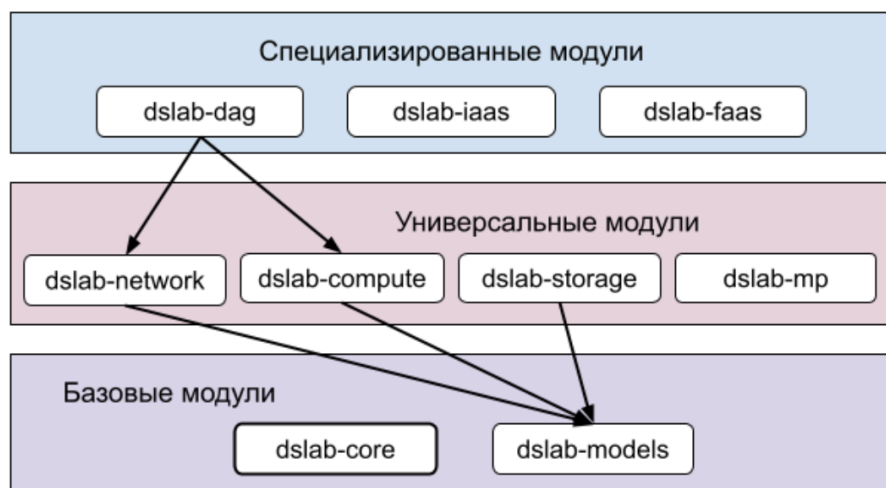 Специализированные модули
dslab-dag
dslab-iaas
dslab-faas
Универсальные модули
dslab-network
dslab-compute
dslab-storage
dslab-mp
Базовые модули
dslab-core
dslab-models